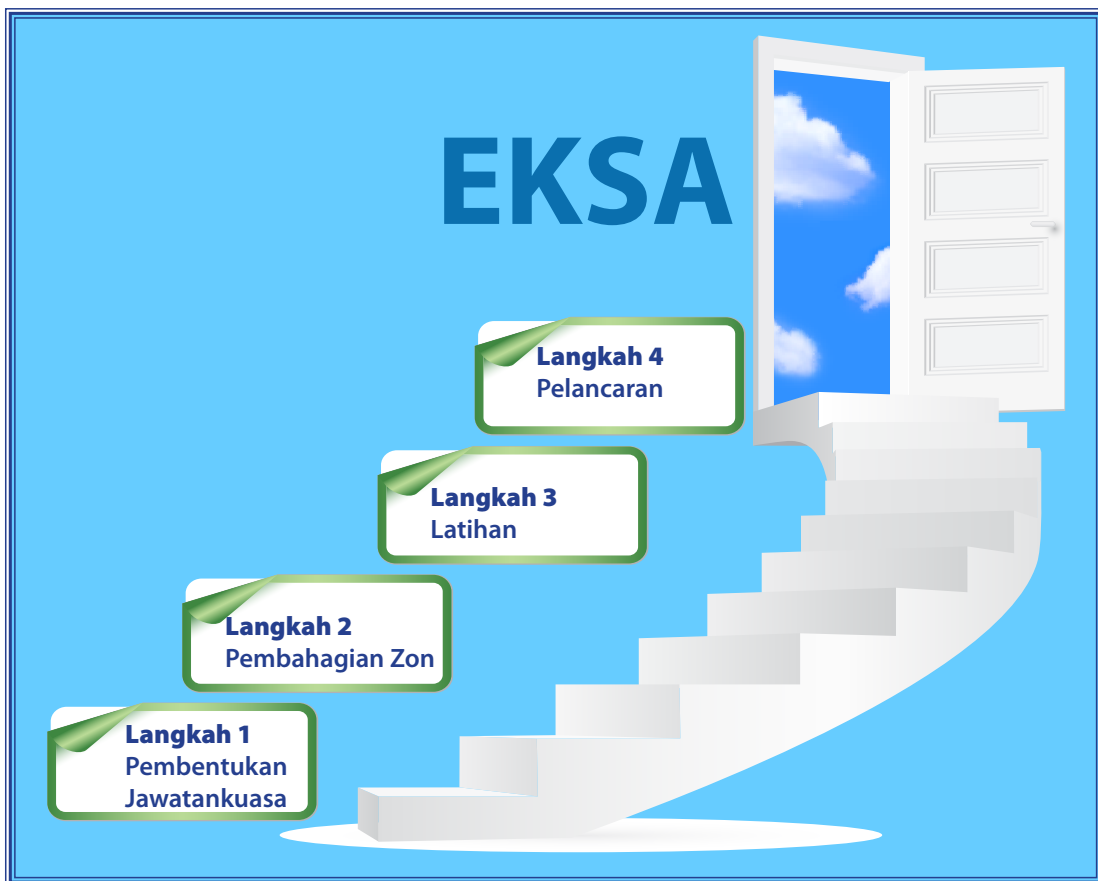 EKSA
Langkah 4
Pelancaran
Langkah 3
Latihan
Langkah 2
Pembahagian Zon
Langkah 1
Pembentukan
Jawatankuasa